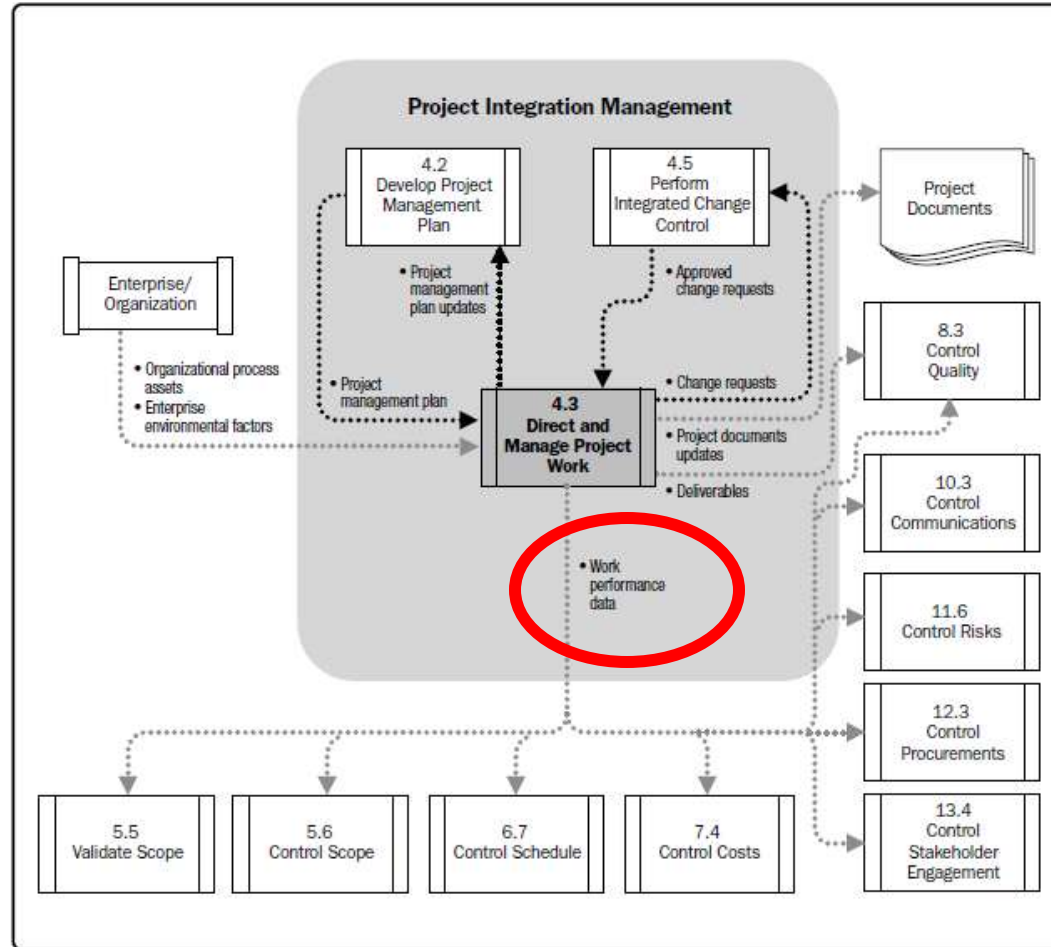 Project Integration Management
4.2
Develop Project
Management
Plan
4.5
Perform
Integrated Change
Control
Project
Documents
Enterprise/
Organization
• Project
management
plan updates
• Approved
change requests
8.3
Control
Quality
• Organizational process
assets
• Enterprise
environmental factors
• Project
management plan
• Change requests
4.3
Direct and
Manage Project
Work
• Project documents
updates
• Deliverables
10.3
Control
Communications
• Work
performance
data
11.6
Control Risks
12.3
Control
Procurements
5.5
Validate Scope
5.6
Control Scope
6.7
Control Schedule
7.4
Control Costs
13.4
Control
Stakeholder
Engagement